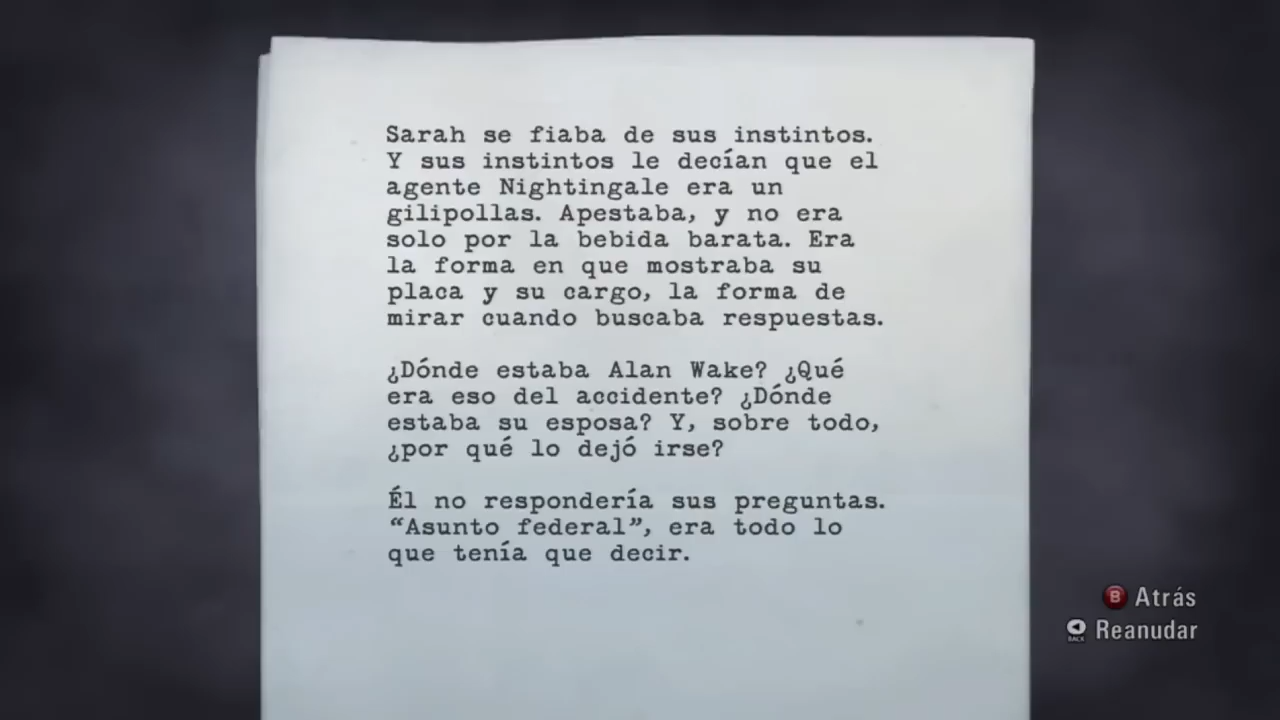 Sarah se fiaba de sus instintos.
Y sus instintos le decían que el
agente Nightingale era un
gilipollas. Apestaba, y no era
solo por la bebida barata. Era
la forma en que mostraba su
placa y su cargo, la forma de
mirar cuando buscaba respuestas.
¿Dónde estaba Alan Wake? ¿Qué
era eso del accidente? ¿Dónde
estaba su esposa? Y, sobre todo,
¿por qué lo dejó irse?
Él no respondería sus preguntas.
“Asunto federal”, era todo lo
que tenía que decir.
B Atrás
BACK Reanudar